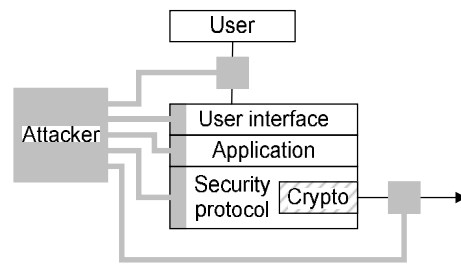 User
Attacker
User interface
Application
Security
protocol
Crypto